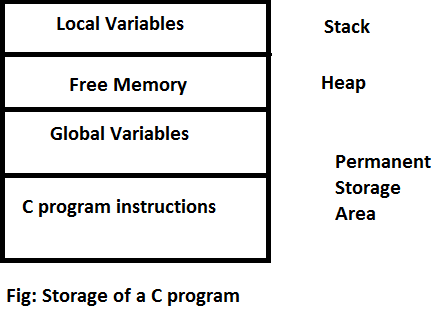 Local Variables
Stack
Free Memory
Heap
Global Variables
Permanent
Storage
Area
C program instructions
Fig: Storage of a C program